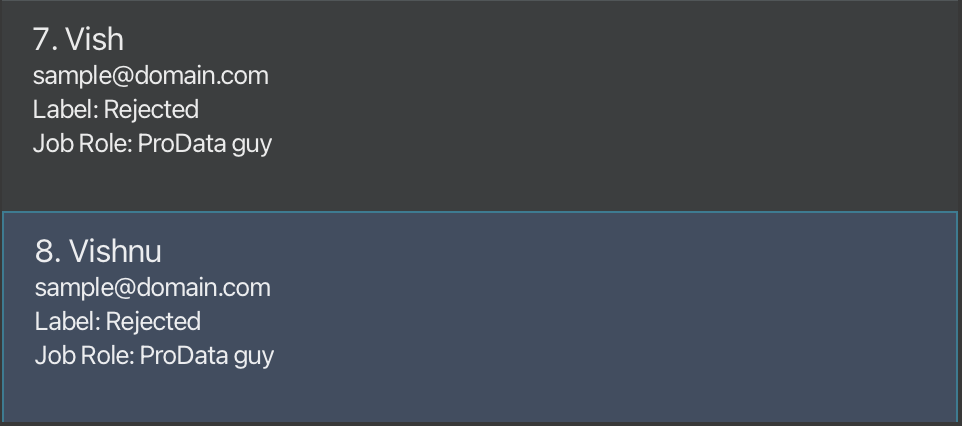 7. Vish
sample@domain.com
Label: Rejected
Job Role: ProData guy
8. Vishnu
sample@domain.com
Label: Rejected
Job Role: ProData guy